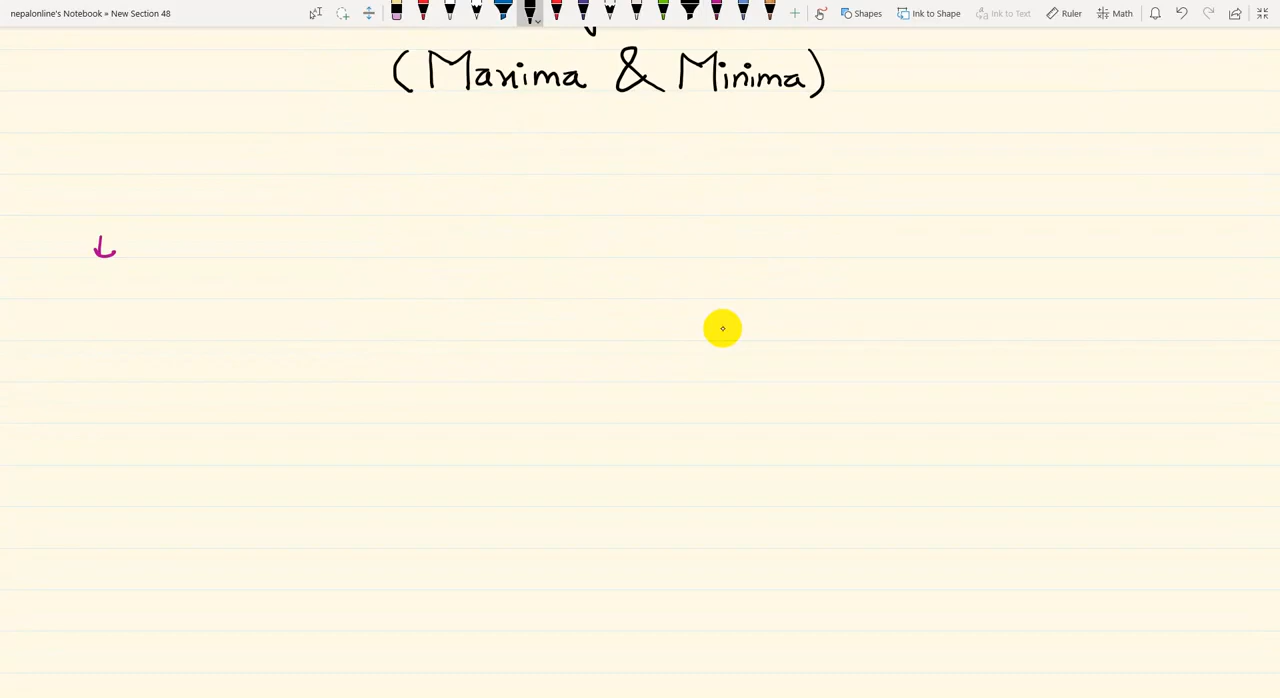 nepalonline's Notebook » New Section 48
Shapes Ink to Shape Ink to Text Ruler Math
(Maxima & Minima)